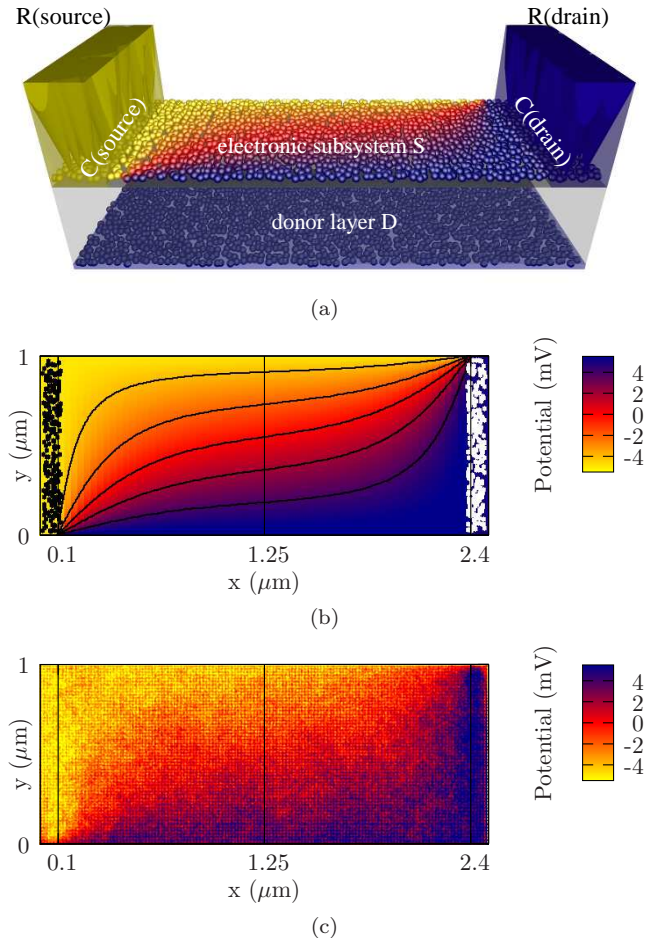 R(source) R(drain)
C(source) C(drain)
electronic subsystem S
donor layer D
(a)
1
y (μm)
0
0.1 1.25 2.4
x (μm)
Potential (mV)
4
2
0
-2
-4
(b)
1
y (μm)
0
0.1 1.25 2.4
x (μm)
Potential (mV)
4
2
0
-2
-4
(c)